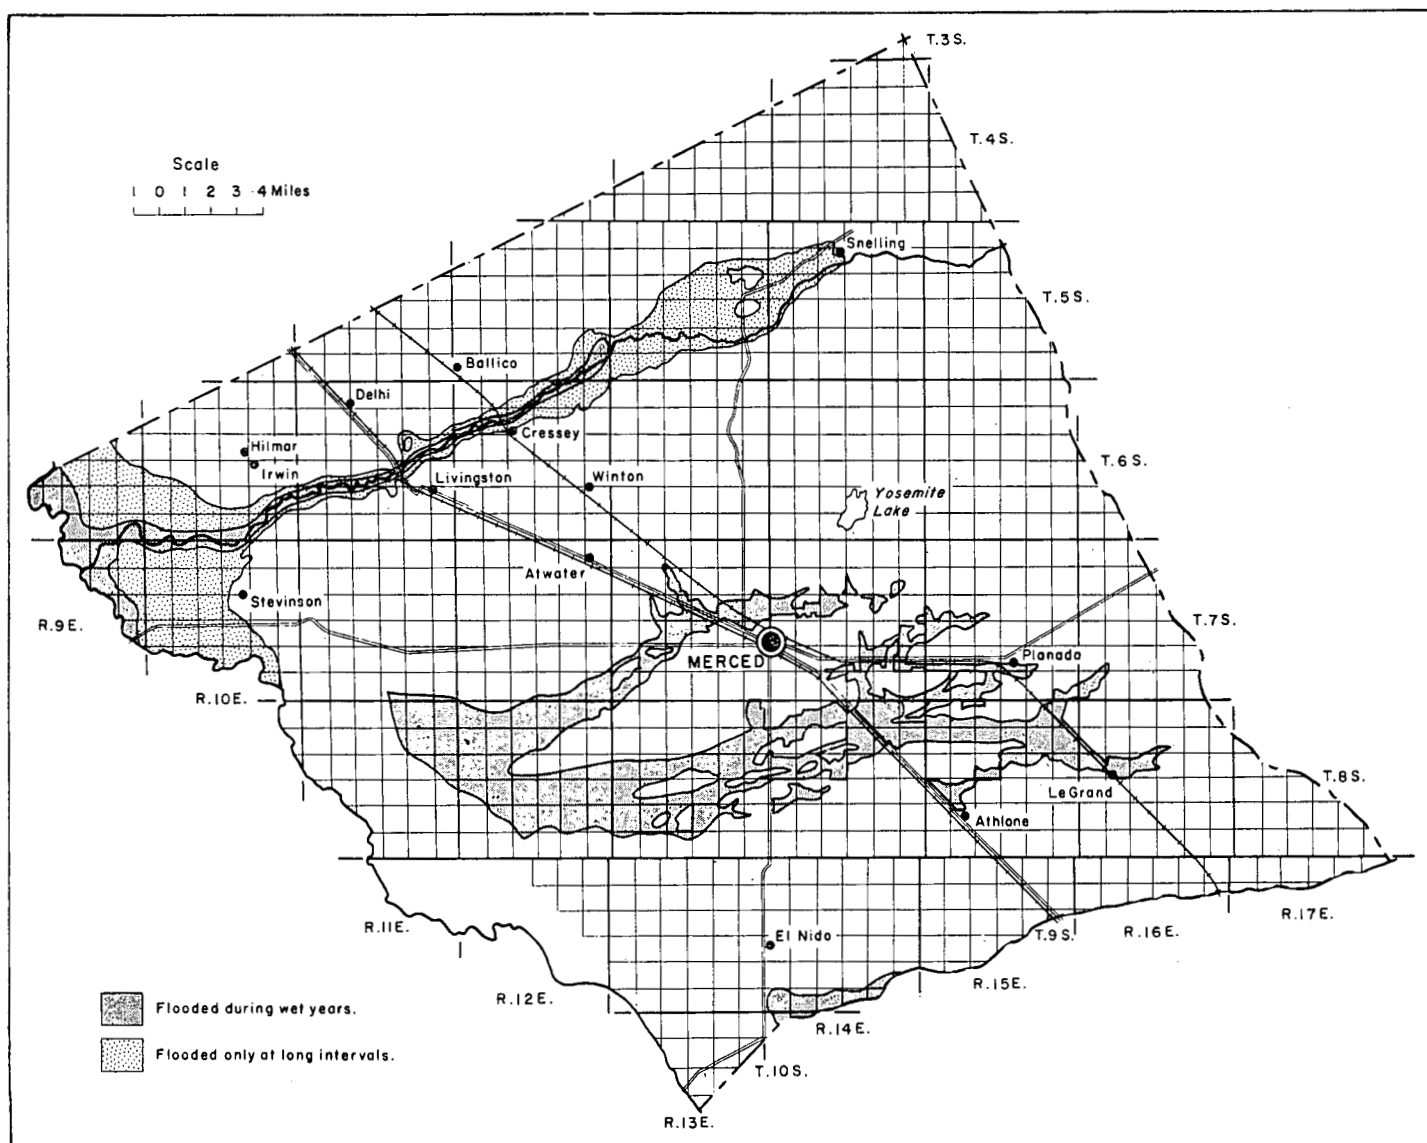 T.3S.
T.4S.
Scale
1 0 1 2 3 4 Miles
Snelling
T.5S.
Ballico
Delhi
Cressey
Hilmar
Irwin
T.6S.
Livingston
Winton
Yosemite
Lake
Atwater
Stevinson
R.9E.
T.7S.
MERCED
Planada
R.10E.
T.8S.
LeGrand
Athlone
R.11E.
El Nido
T.9S.
R.16E.
R.17E.
R.12E.
R.15E.
Flooded during wet years.
R.14E.
Flooded only at long intervals.
T.10S.
R.13E.